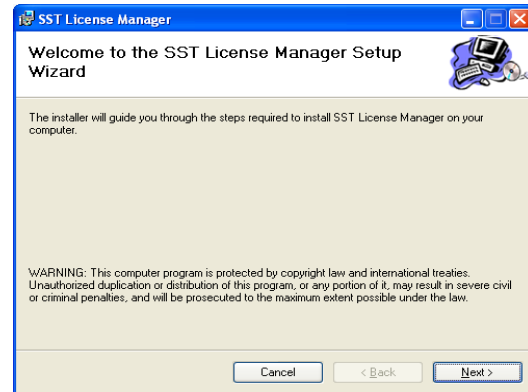 SST License Manager
Welcome to the SST License Manager Setup
Wizard
The installer will guide you through the steps required to install SST License Manager on your
computer.
WARNING: This computer program is protected by copyright law and international treaties.
Unauthorized duplication or distribution of this program, or any portion of it, may result in severe civil
or criminal penalties, and will be prosecuted to the maximum extent possible under the law.
Cancel < Back Next >